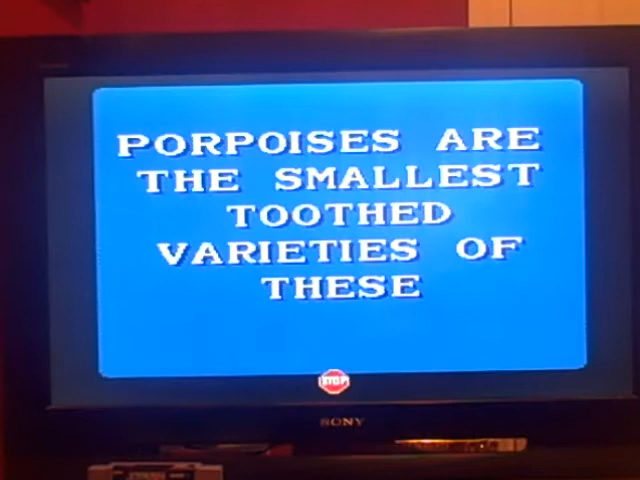 PORPOISES ARE
THE SMALLEST
TOOTHED
VARIETIES OF
THESE
STOP
SONY